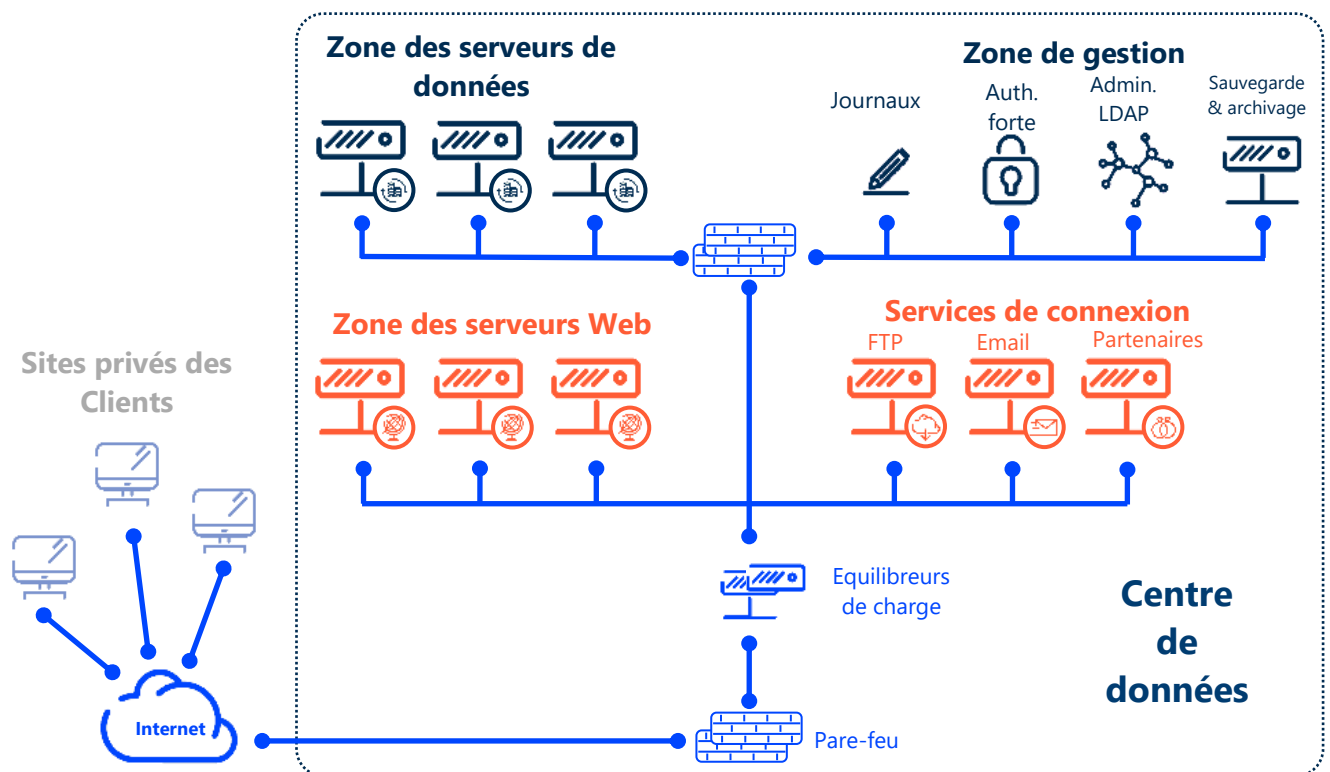 Zone des serveurs de
données
Zone de gestion
Journaux
Auth.
forte
Admin.
LDAP
Sauvegarde
& archivage
Zone des serveurs Web
Services de connexion
FTP
Email
Partenaires
Sites privés des
Clients
Equilibreurs
de charge
Centre
de
données
Internet
Pare-feu